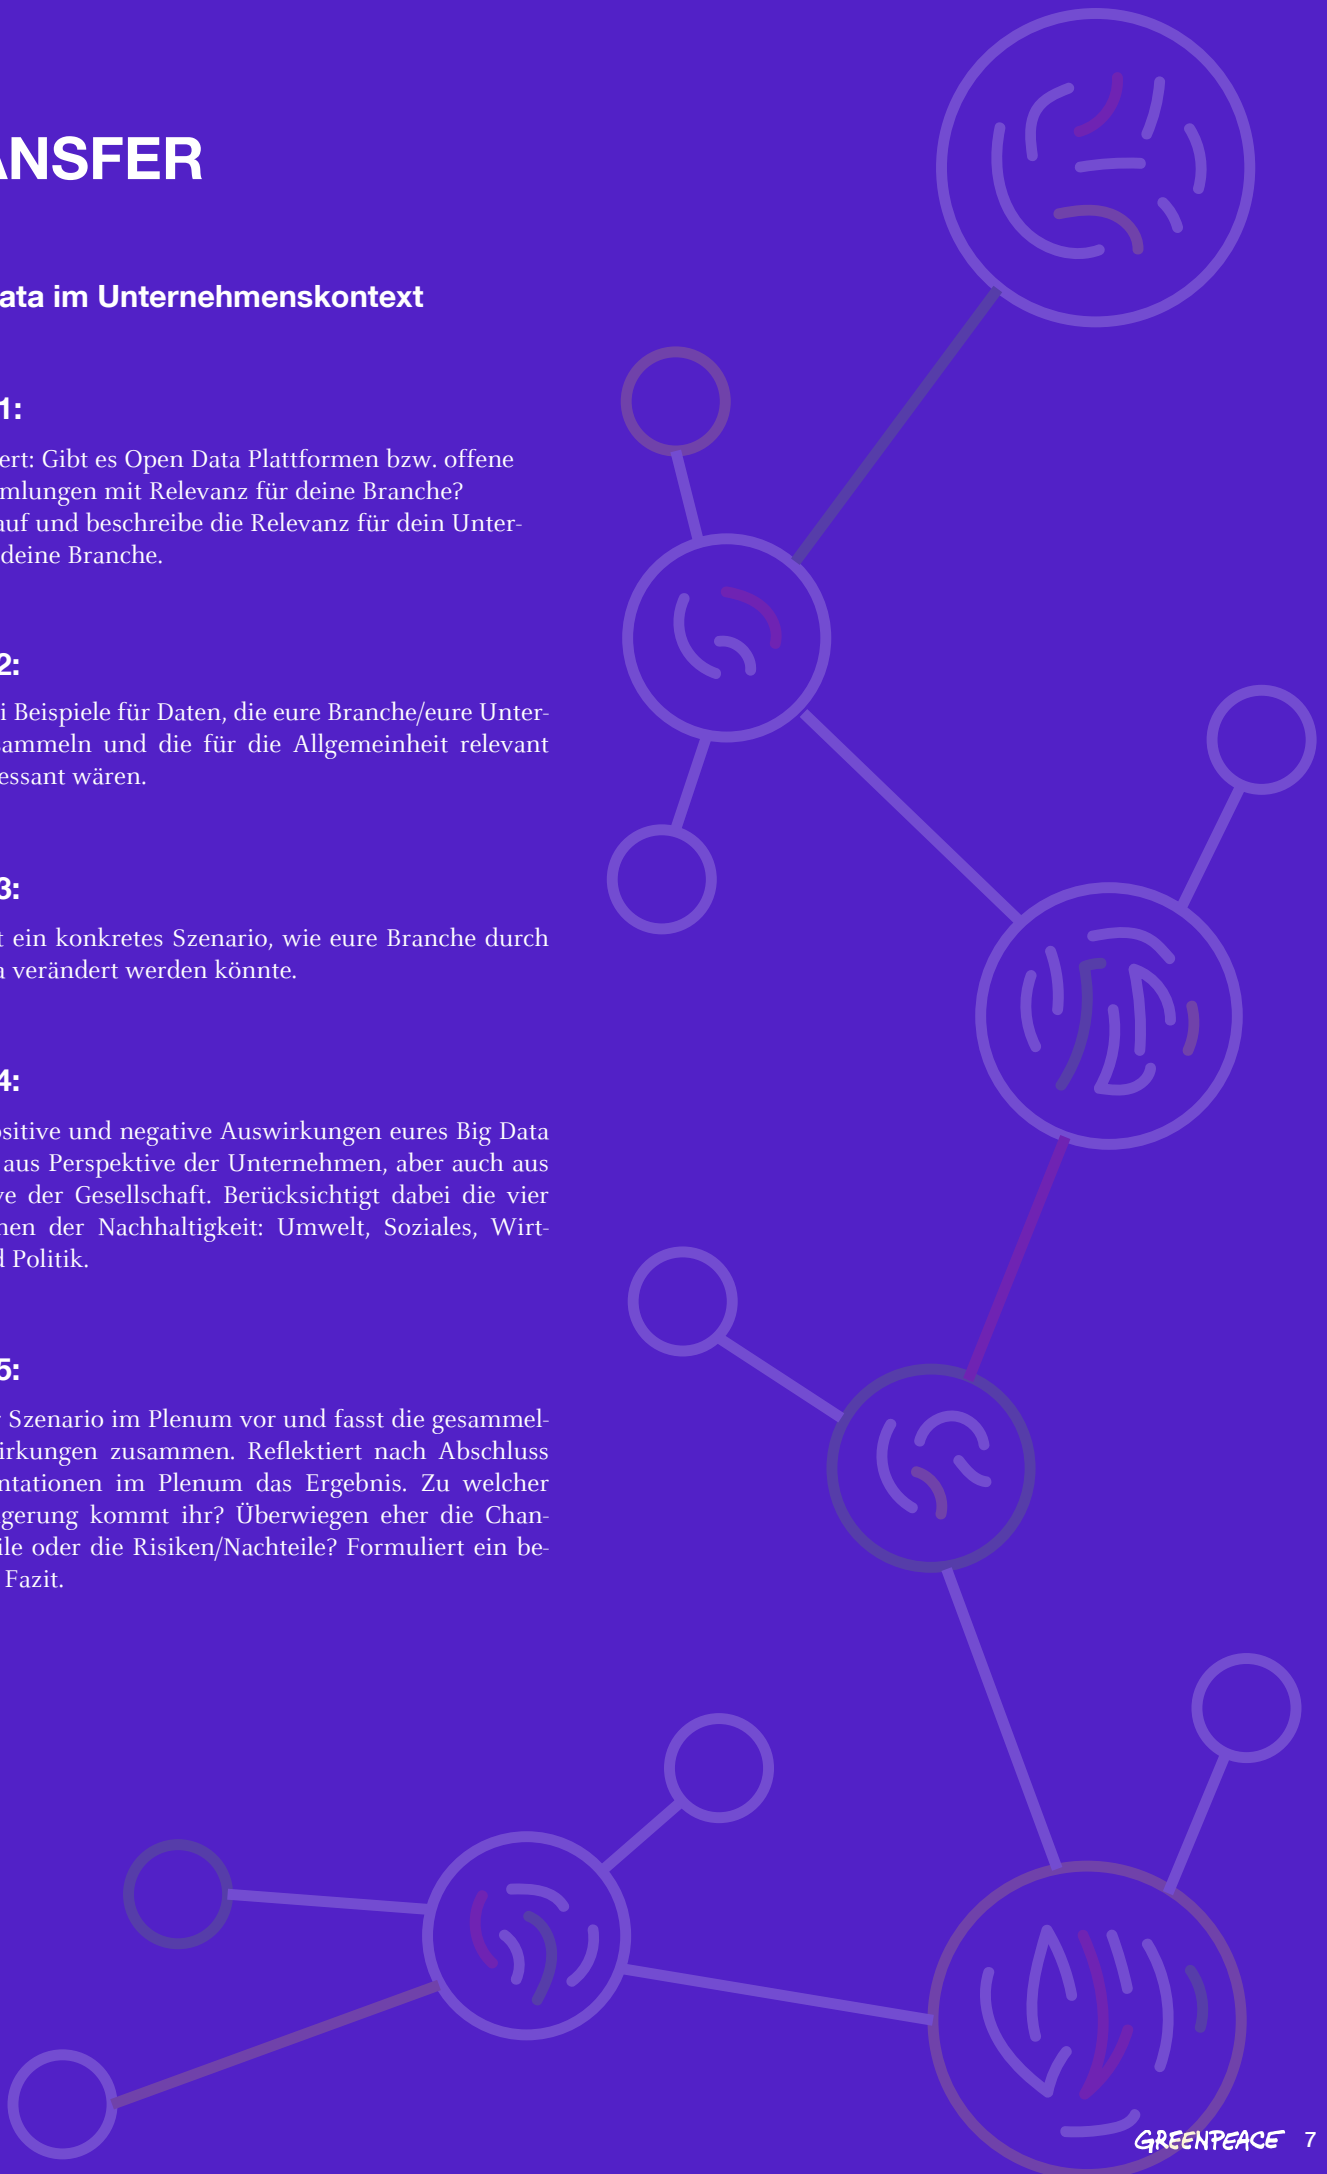 ANSFER
ata im Unternehmenskontext
1:
ert: Gibt es Open Data Plattformen bzw. offene
mlungen mit Relevanz für deine Branche?
auf und beschreibe die Relevanz für dein Unter-
deine Branche.
2:
i Beispiele für Daten, die eure Branche/eure Unter-
sammeln und die für die Allgemeinheit relevant
essant wären.
3:
t ein konkretes Szenario, wie eure Branche durch
a verändert werden könnte.
4:
ositive und negative Auswirkungen eures Big Data
aus Perspektive der Unternehmen, aber auch aus
ve der Gesellschaft. Berücksichtigt dabei die vier
nen der Nachhaltigkeit: Umwelt, Soziales, Wirt-
d Politik.
5:
r Szenario im Plenum vor und fasst die gesammel-
irkungen zusammen. Reflektiert nach Abschluss
ntationen im Plenum das Ergebnis. Zu welcher
gerung kommt ihr? Überwiegen eher die Chan-
ile oder die Risiken/Nachteile? Formuliert ein be-
Fazit.
GREENPEACE 7